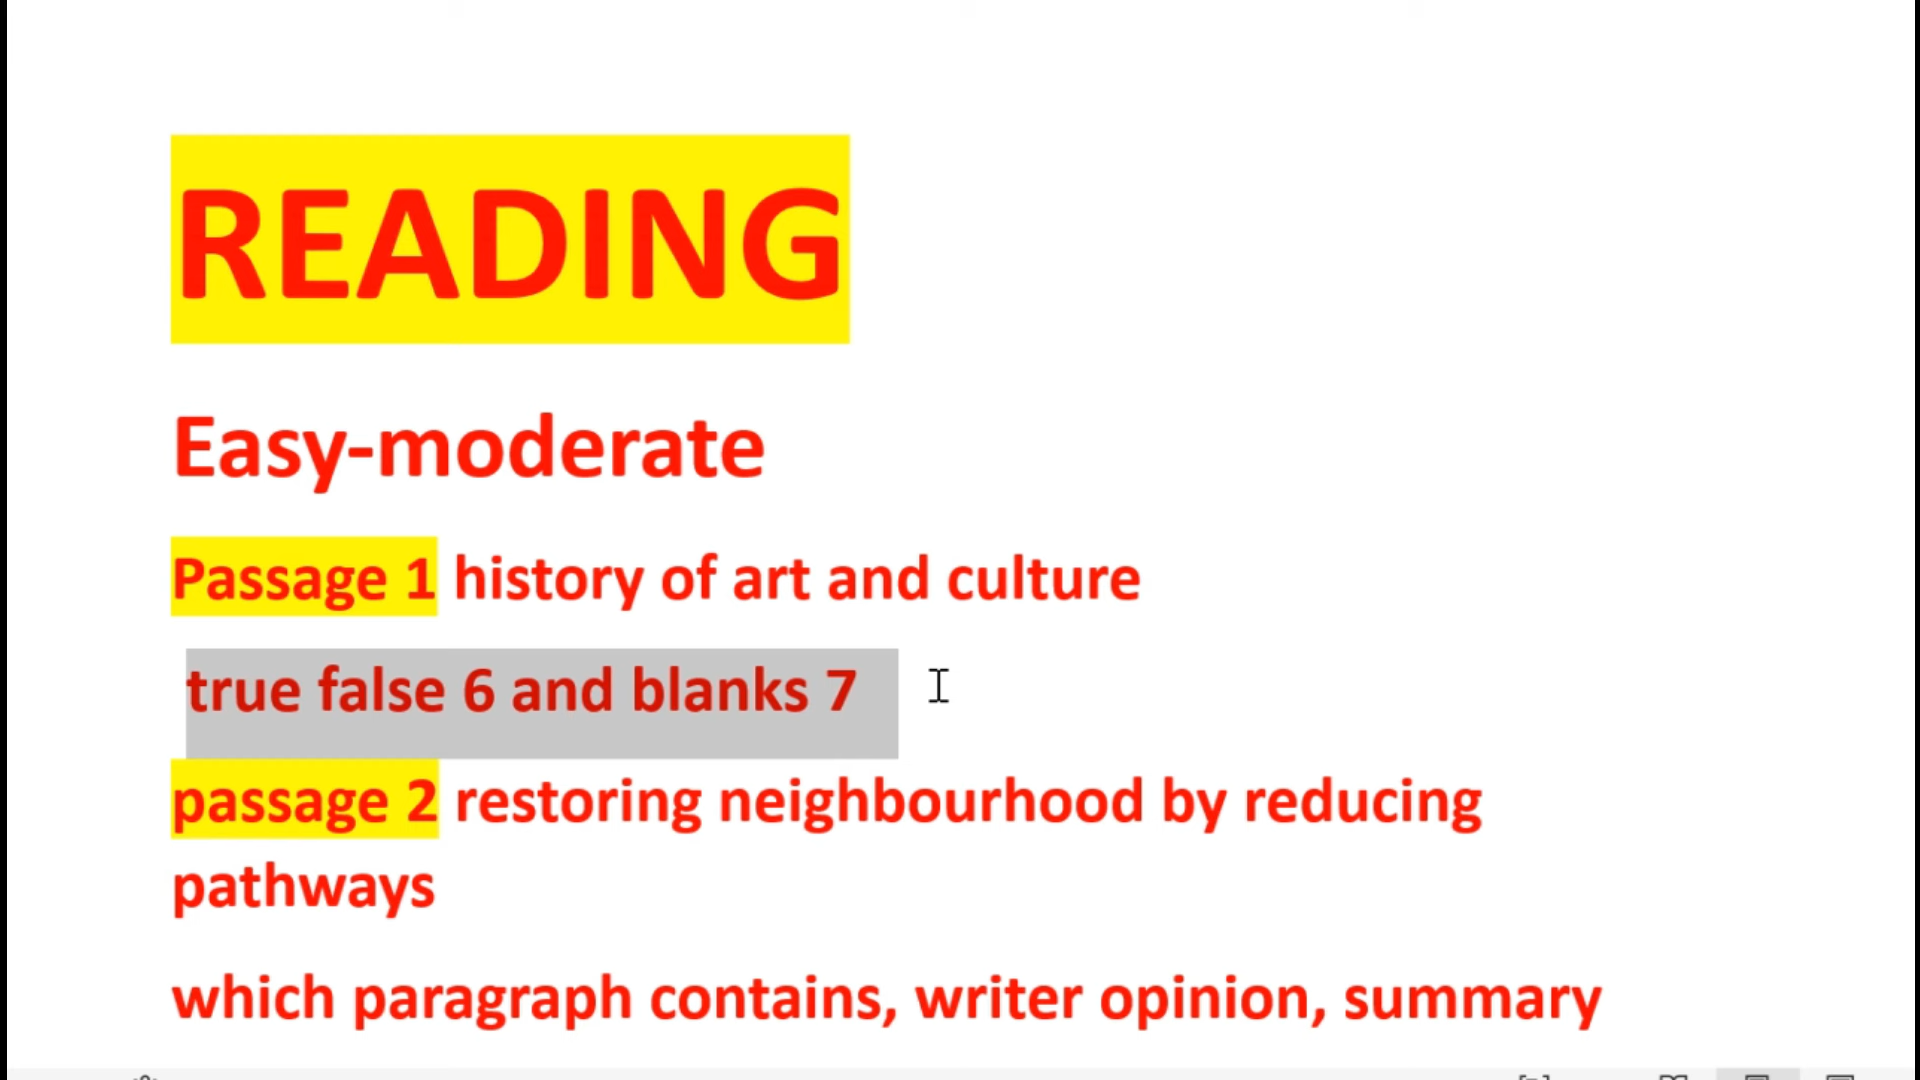 READING
Easy-moderate
Passage 1 history of art and culture
true false 6 and blanks 7
passage 2 restoring neighbourhood by reducing
pathways
which paragraph contains, writer opinion, summary